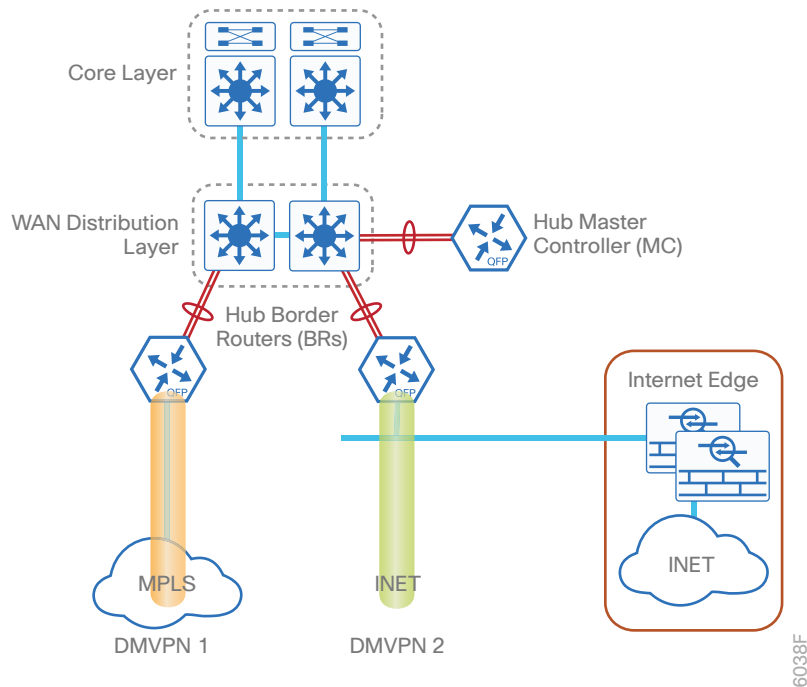 Core Layer
WAN Distribution
Layer
Hub Master
Controller (MC)
QFP
Hub Border
Routers (BRs)
QFP
QFP
Internet Edge
MPLS
INET
INET
DMVPN 1
DMVPN 2
6038F